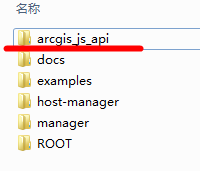 名称
arcgis_js_api
docs
examples
host-manager
manager
ROOT